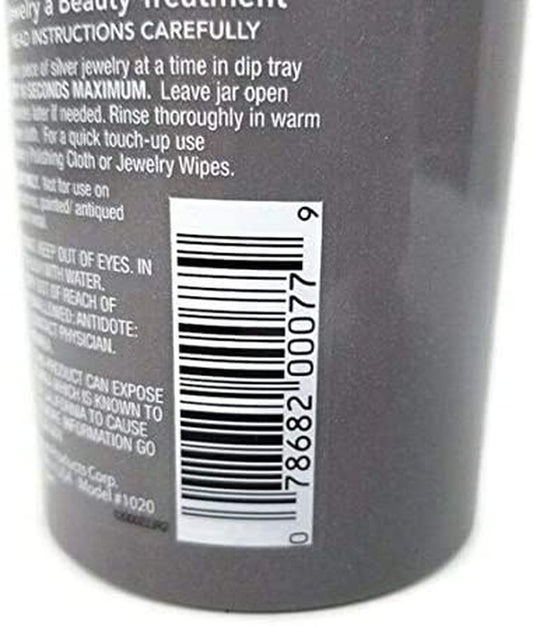 a Beauty Treatment
INSTRUCTIONS CAREFULLY
piece of silver jewelry at a time in dip tray
SECONDS MAXIMUM. Leave jar open
later if needed. Rinse thoroughly in warm
For a quick touch-up use
Polishing Cloth or Jewelry Wipes.
Not for use on
painted/ antiqued
KEEP OUT OF EYES. IN
WITH WATER.
OUT OF REACH OF
ANTIDOTE:
PHYSICIAN.
PRODUCT CAN EXPOSE
WHICH IS KNOWN TO
CALIFORNIA TO CAUSE
INFORMATION GO
Products Corp.
Model #1020
0 78682 00077 9